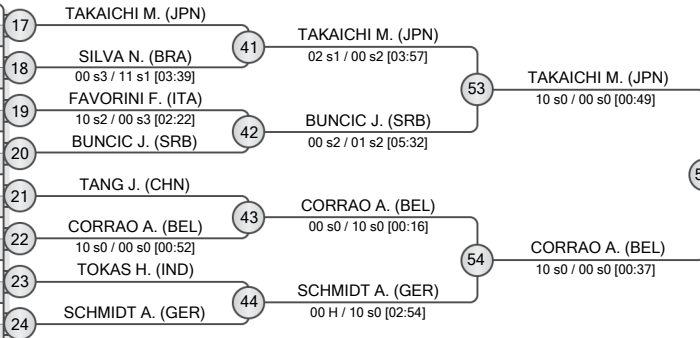 17
TAKAICHI M. (JPN)
18
SILVA N. (BRA)
00 s3 / 11 s1 [03:39]
19
FAVORINI F. (ITA)
10 s2 / 00 s3 [02:22]
20
BUNCIC J. (SRB)
21
TANG J. (CHN)
22
CORRAO A. (BEL)
10 s0 / 00 s0 [00:52]
23
TOKAS H. (IND)
24
SCHMIDT A. (GER)
41
TAKAICHI M. (JPN)
02 s1 / 00 s2 [03:57]
42
BUNCIC J. (SRB)
00 s2 / 01 s2 [05:32]
43
CORRAO A. (BEL)
00 s0 / 10 s0 [00:16]
44
SCHMIDT A. (GER)
00 H / 10 s0 [02:54]
53
TAKAICHI M. (JPN)
10 s0 / 00 s0 [00:49]
54
CORRAO A. (BEL)
10 s0 / 00 s0 [00:37]